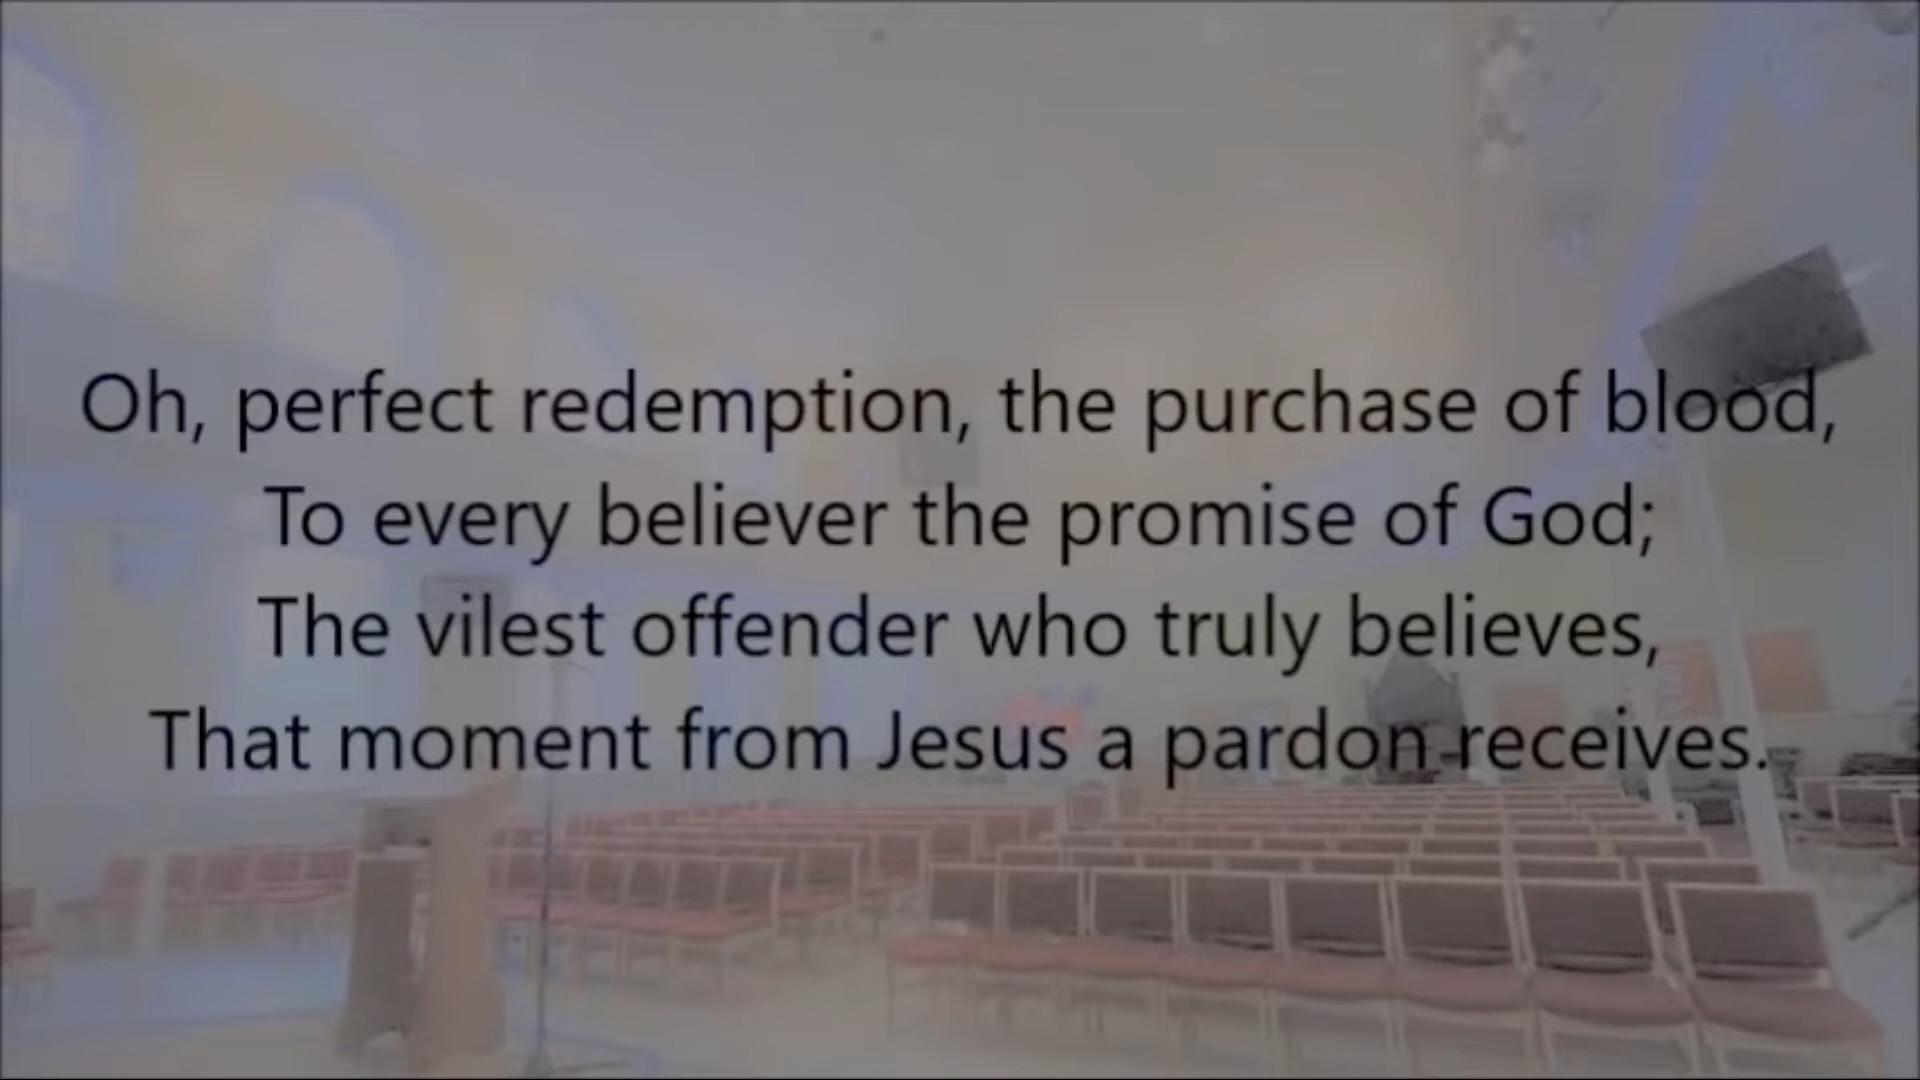 Oh, perfect redemption, the purchase of blood,
To every believer the promise of God;
The vilest offender who truly believes,
That moment from Jesus a pardon receives.